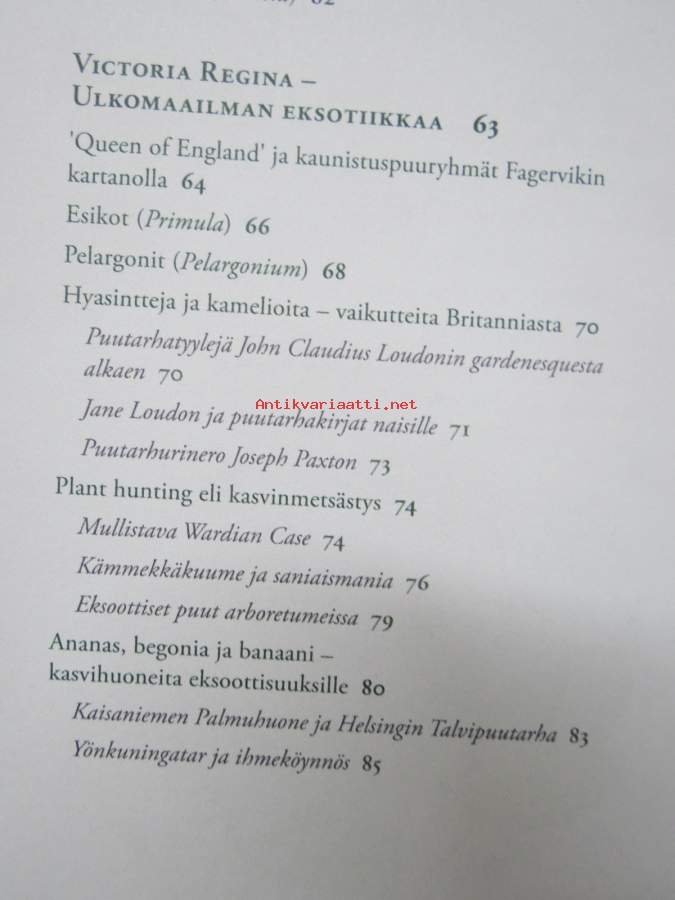 62
VICTORIA REGINA –
ULKOMAAILMAN EKSOTIIKKAA 63
'Queen of England' ja kaunistuspuuryhmät Fagervikin
kartanolla 64
Esikot (Primula) 66
Pelargonit (Pelargonium) 68
Hyasintteja ja kamelioita – vaikutteita Britanniasta 70
Puutarhatyylejä John Claudius Loudonin gardenesquesta
alkaen 70
Antikvariaatti.net
Jane Loudon ja puutarhakirjat naisille 71
Puutarhurinero Joseph Paxton 73
Plant hunting eli kasvinmetsästys 74
Mullistava Wardian Case 74
Kämmekkäkuume ja saniaismania 76
Eksoottiset puut arboretumeissa 79
Ananas, begonia ja banaani –
kasvihuoneita eksoottisuuksille 80
Kaisaniemen Palmuhuone ja Helsingin Talvipuutarha 83
Yönkuningatar ja ihmeköynnös 85